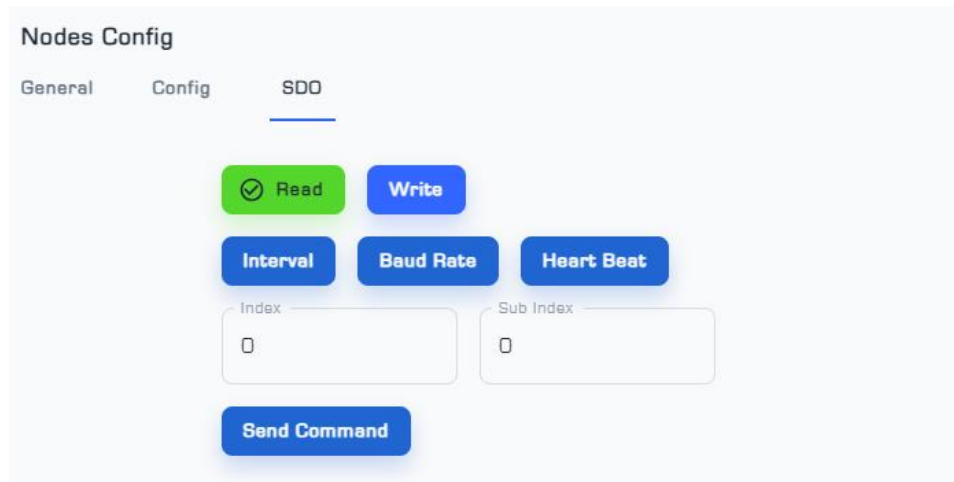 Nodes Config
General Config SDO
Read Write
Interval Baud Rate Heart Beat
Index Sub Index
0 0
Send Command